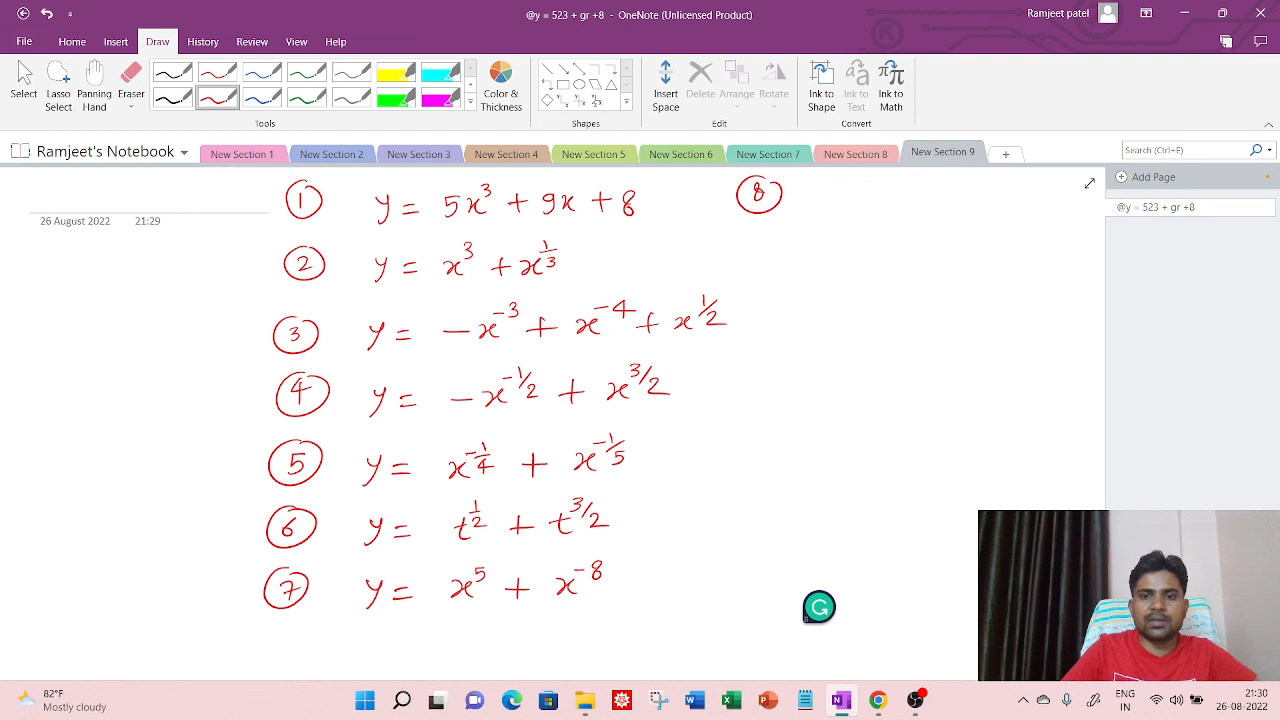 @y = 523 + gr +8 - OneNote (Unlicensed Product)
Ramjeet patel
File Home Insert Draw History Review View Help
Select Lasso Select Panning Hand Eraser Color & Thickness Insert Space Delete Arrange Rotate Ink to Shape Ink to Text Ink to Math
Tools Shapes Edit Convert
Ramjeet's Notebook New Section 1 New Section 2 New Section 3 New Section 4 New Section 5 New Section 6 New Section 7 New Section 8 New Section 9 + Search (Ctrl+E)
Add Page
@y = 523 + gr +8
26 August 2022 21:29
① y = 5x³ + 9x + 8
⑧
② y = x³ + x^{1/3}
③ y = -x^{-3} + x^{-4} + x^{1/2}
④ y = -x^{-1/2} + x^{3/2}
⑤ y = x^{-1/4} + x^{-1/5}
⑥ y = t^{1/2} + t^{3/2}
⑦ y = x⁵ + x^{-8}
82°F
Mostly cloudy
ENG
IN
21:30
26-08-2022